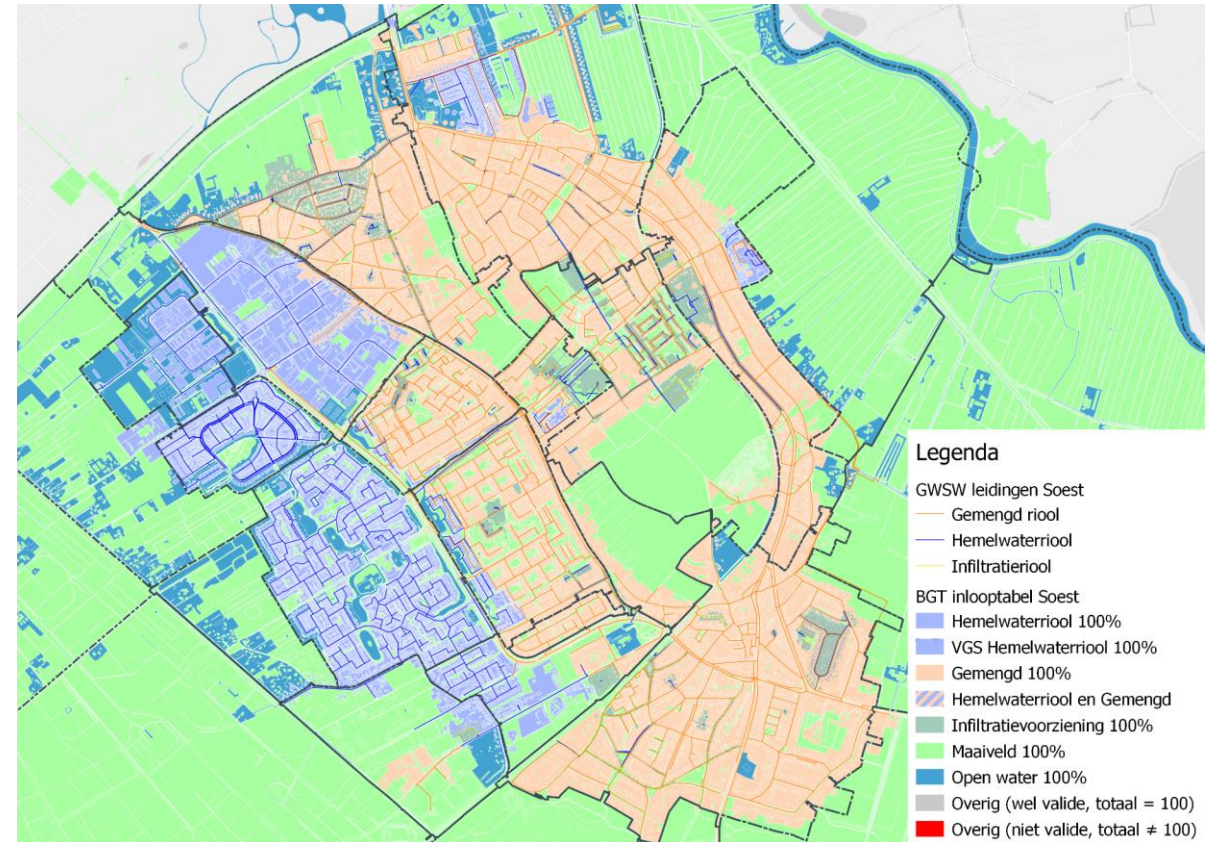 Legenda
GWSW leidingen Soest
Gemengd riool
Hemelwaterriool
Infiltratieriool
BGT inlooptabel Soest
Hemelwaterriool 100%
VGS Hemelwaterriool 100%
Gemengd 100%
Hemelwaterriool en Gemengd
Infiltratievoorziening 100%
Maaiveld 100%
Open water 100%
Overig (wel valide, totaal = 100)
Overig (niet valide, totaal ≠ 100)